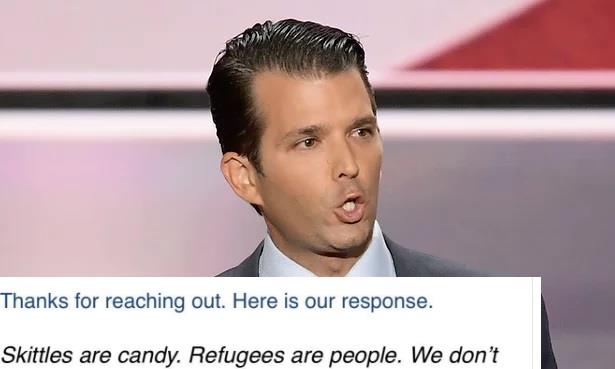 Thanks for reaching out. Here is our response.
Skittles are candy. Refugees are people. We don't